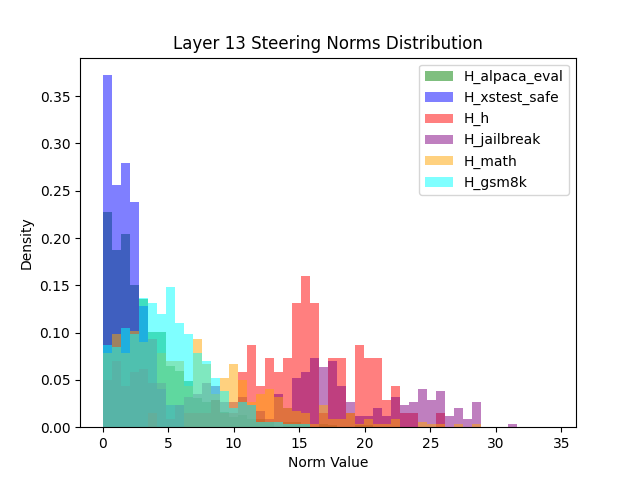 Layer 13 Steering Norms Distribution
H_alpaca_eval
H_xstest_safe
H_h
H_jailbreak
H_math
H_gsm8k
0.35
0.30
0.25
0.20
0.15
0.10
0.05
0.00
Density
0 5 10 15 20 25 30 35
Norm Value